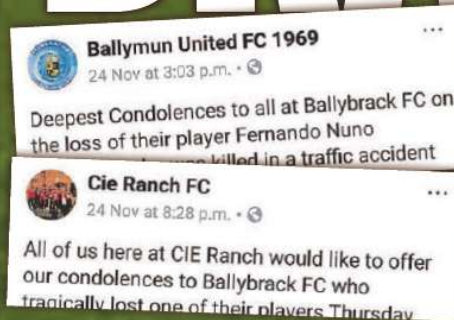 Ballymun United FC 1969
24 Nov at 3:03 p.m.
Deepest Condolences to all at Ballybrack FC on
the loss of their player Fernando Nuno
killed in a traffic accident
Cie Ranch FC
24 Nov at 8:28 p.m.
All of us here at CIE Ranch would like to offer
our condolences to Ballybrack FC who
tragically lost one of their players Thursday